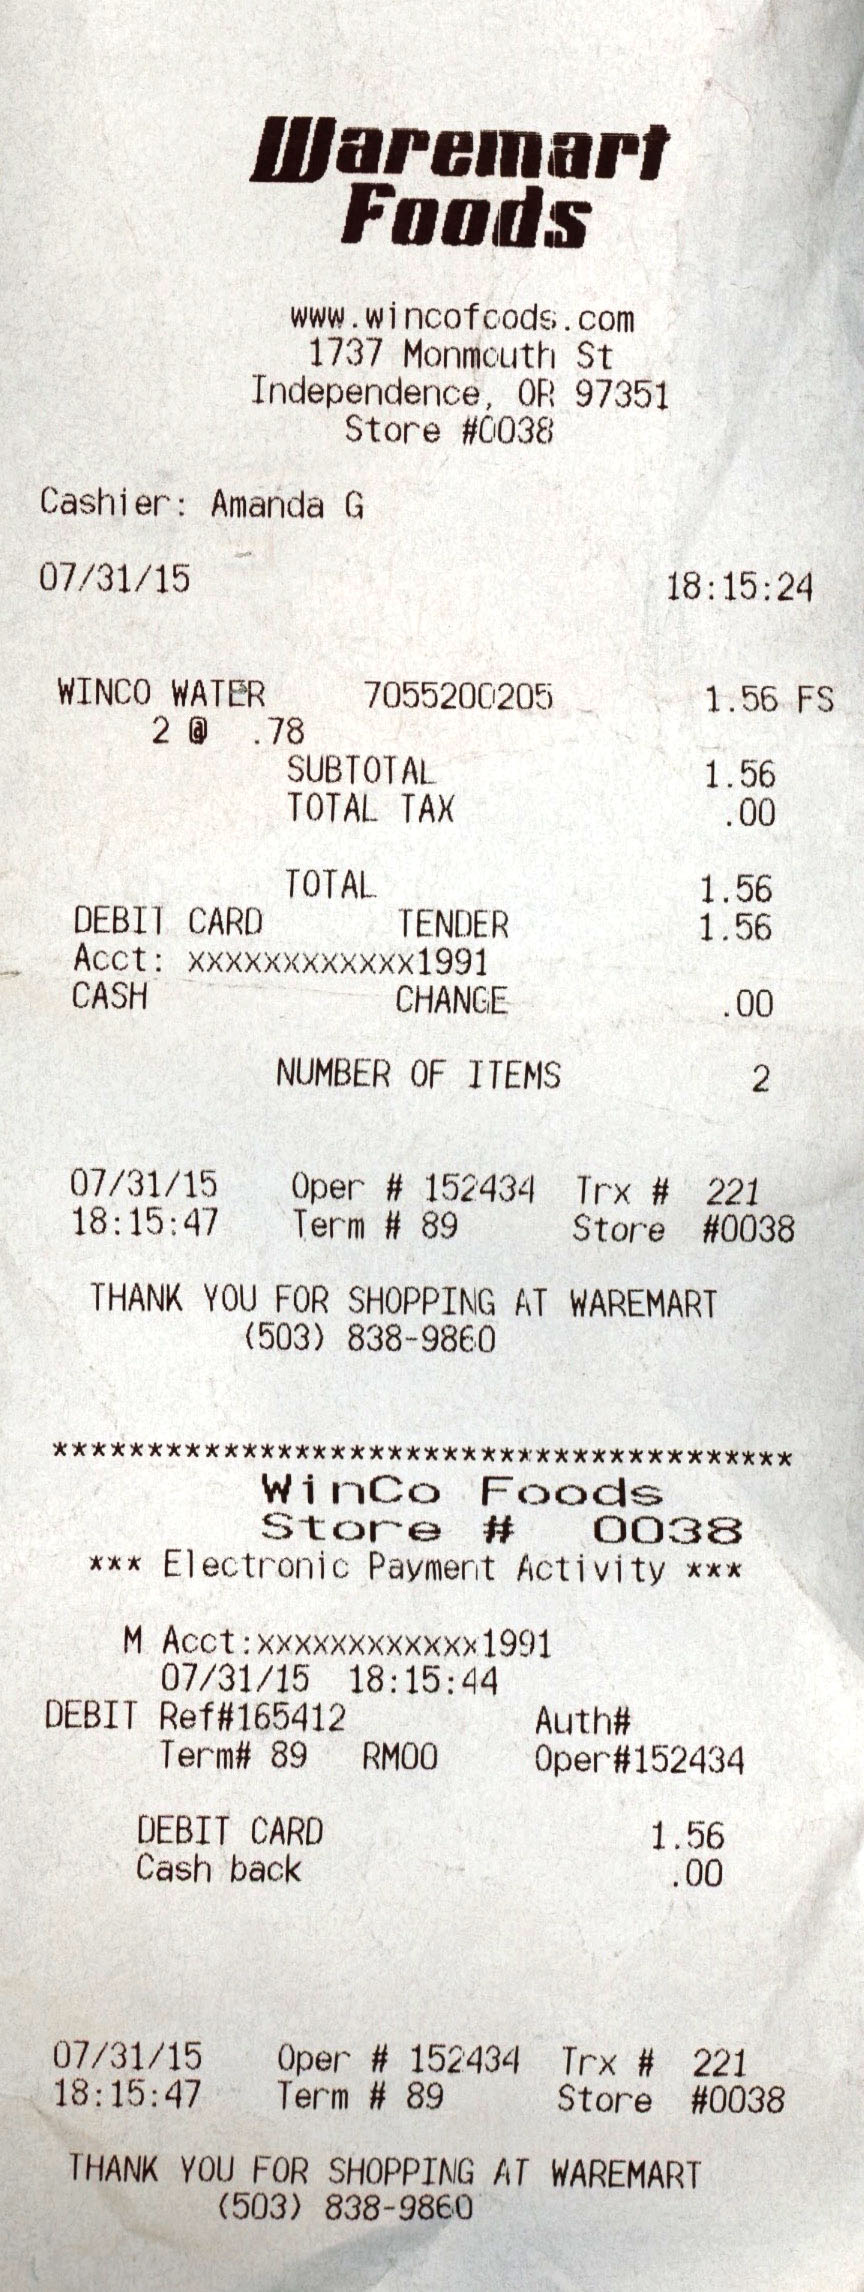 Waremart
Foods
www.wincofoods.com
1737 Monmouth St
Independence, OR 97351
Store #0038
Cashier: Amanda G
07/31/15 18:15:24
WINCO WATER 7055200205 1.56 FS
2 @ .78
SUBTOTAL 1.56
TOTAL TAX .00
TOTAL 1.56
DEBIT CARD TENDER 1.56
Acct: xxxxxxxxxxxx1991
CASH CHANGE .00
NUMBER OF ITEMS 2
07/31/15 Oper # 152434 Trx # 221
18:15:47 Term # 89 Store #0038
THANK YOU FOR SHOPPING AT WAREMART
(503) 838-9860
***************************************
WinCo Foods
Store # 0038
*** Electronic Payment Activity ***
M Acct:xxxxxxxxxxxx1991
07/31/15 18:15:44
DEBIT Ref#165412 Auth#
Term# 89 RM00 Oper#152434
DEBIT CARD 1.56
Cash back .00
07/31/15 Oper # 152434 Trx # 221
18:15:47 Term # 89 Store #0038
THANK YOU FOR SHOPPING AT WAREMART
(503) 838-9860